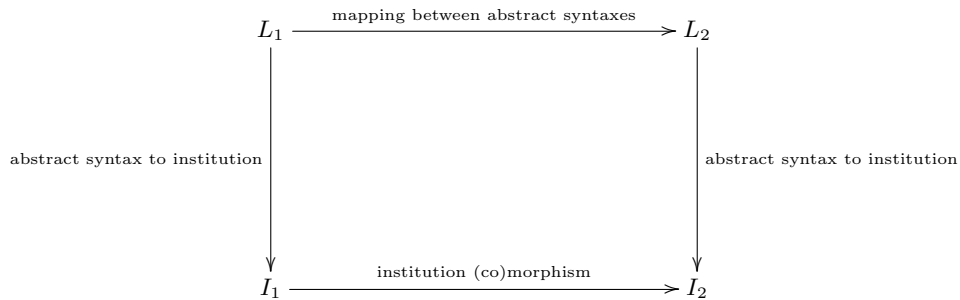 mapping between abstract syntaxes
L₁ L₂
abstract syntax to institution abstract syntax to institution
institution (co)morphism
I₁ I₂